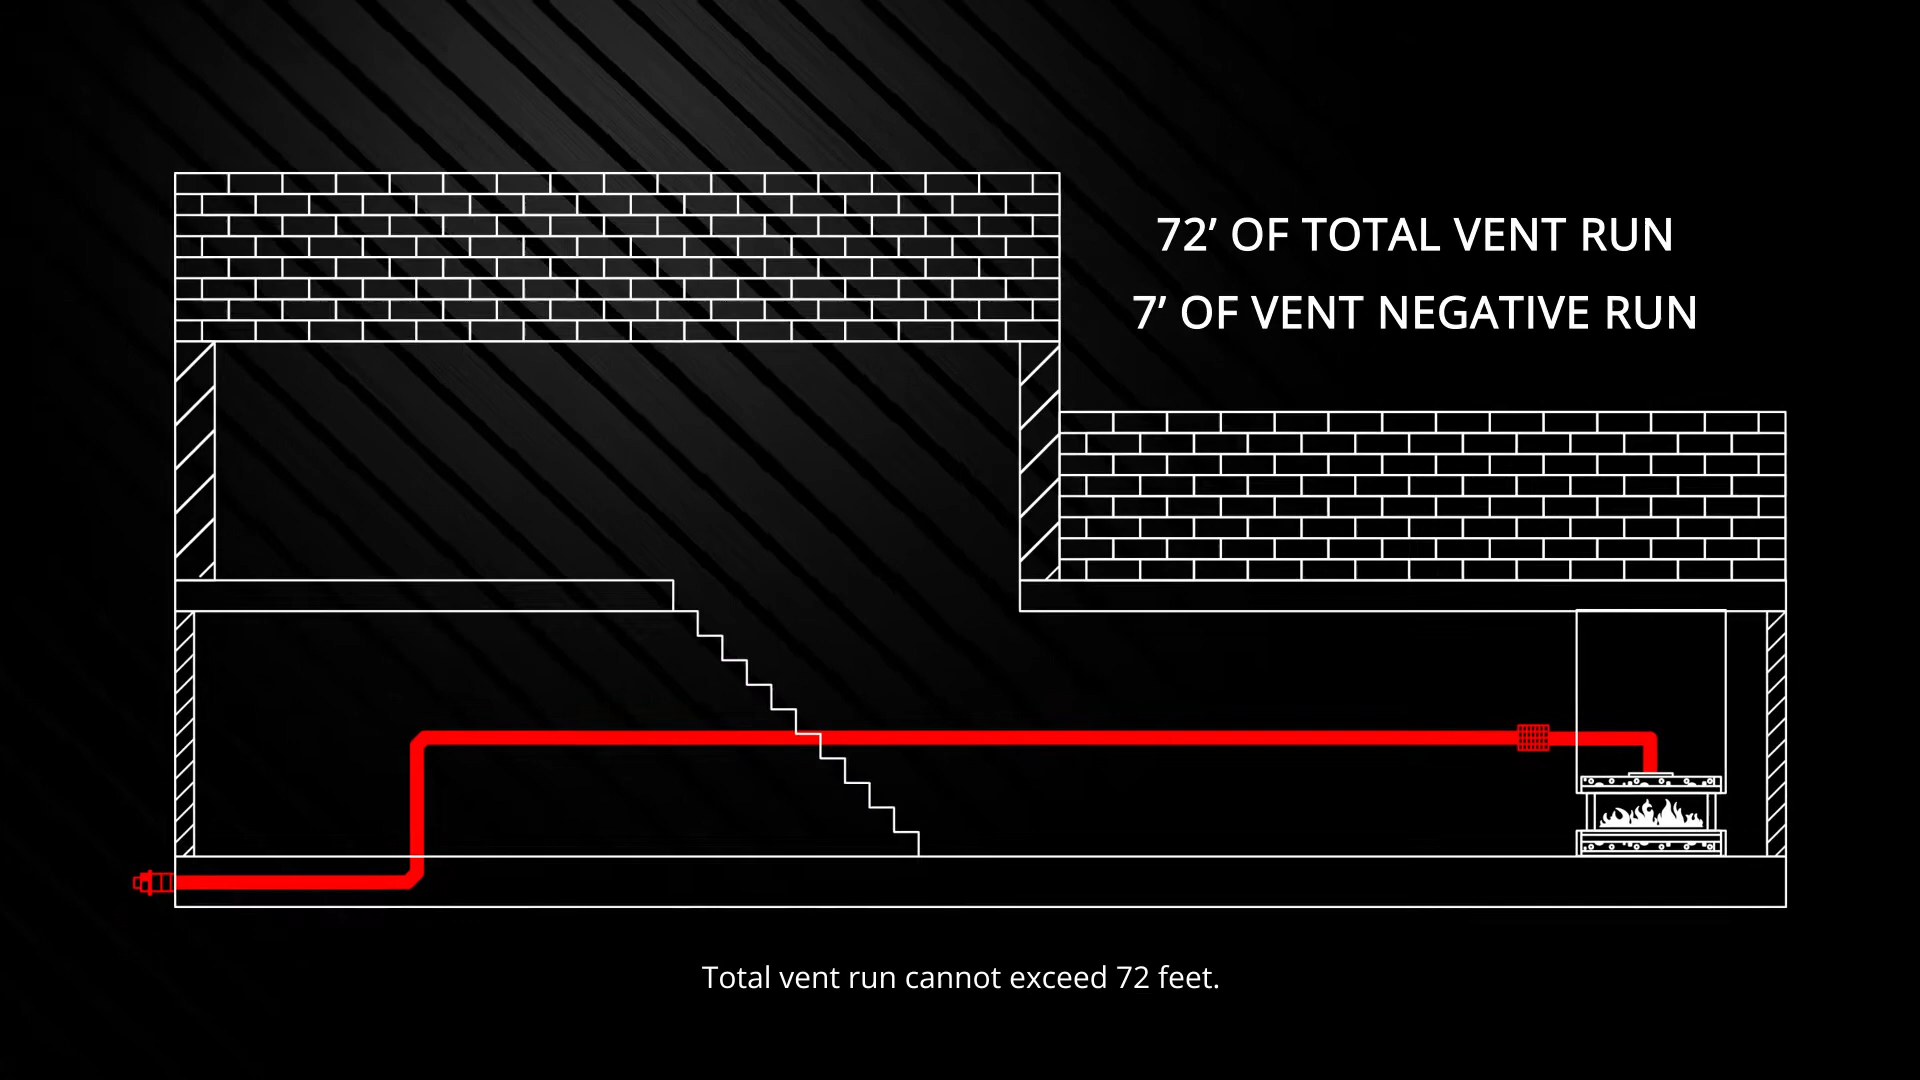 72’ OF TOTAL VENT RUN
7’ OF VENT NEGATIVE RUN
Total vent run cannot exceed 72 feet.